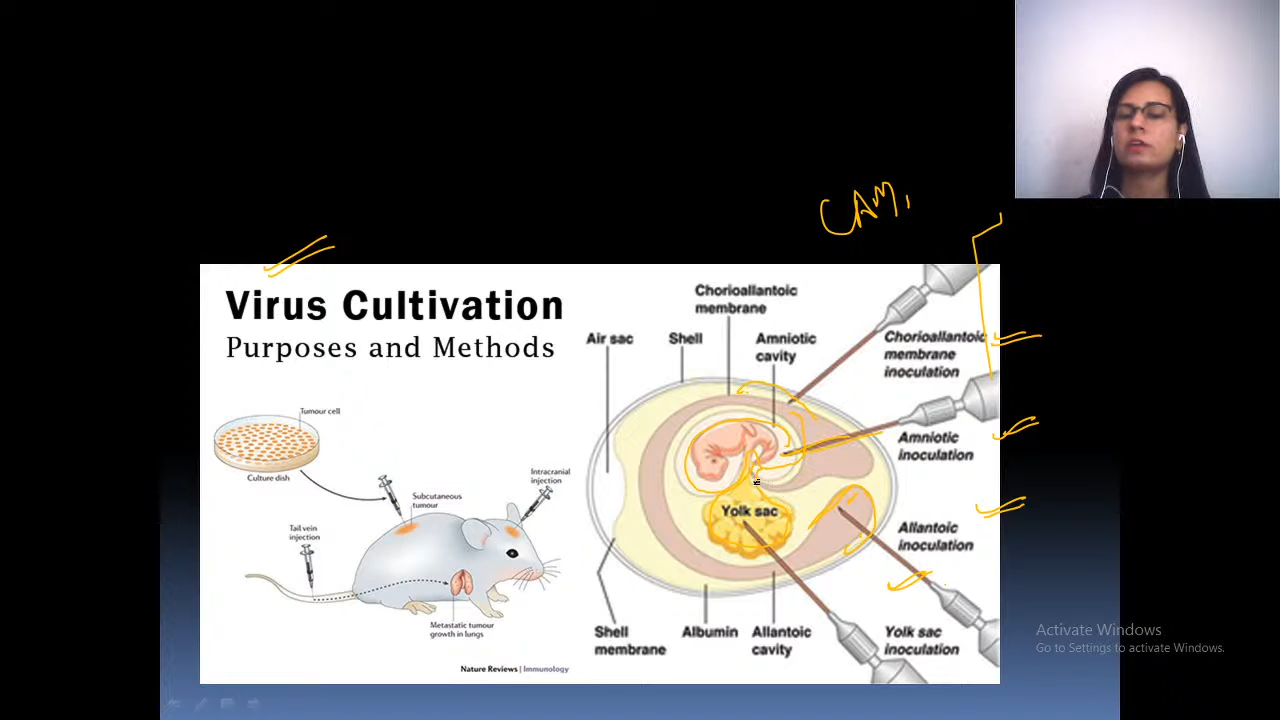 CAM,
Virus Cultivation
Purposes and Methods
Tumour cell
Culture dish
Subcutaneous
tumour
Intracranial
injection
Tail vein
injection
Metastatic tumour
growth in lungs
Nature Reviews | Immunology
Chorioallantoic
membrane
Air sac
Shell
Amniotic
cavity
Chorioallantoic
membrane
inoculation
Amniotic
inoculation
Yolk sac
Allantoic
inoculation
Shell
membrane
Albumin
Allantoic
cavity
Yolk sac
inoculation
Activate Windows
Go to Settings to activate Windows.